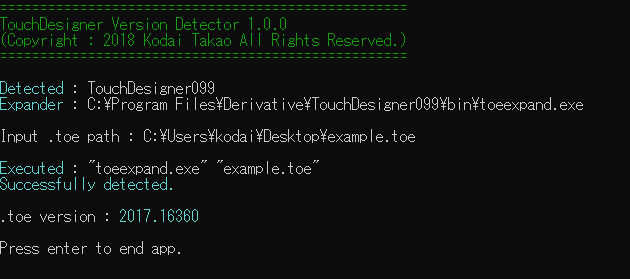 ==================================================
TouchDesigner Version Detector 1.0.0
(Copyright : 2018 Kodai Takao All Rights Reserved.)
==================================================
Detected : TouchDesigner099
Expander : C:¥Program Files¥Derivative¥TouchDesigner099¥bin¥toeexpand.exe
Input .toe path : C:¥Users¥kodai¥Desktop¥example.toe
Executed : "toeexpand.exe" "example.toe"
Successfully detected.
.toe version : 2017.16360
Press enter to end app.